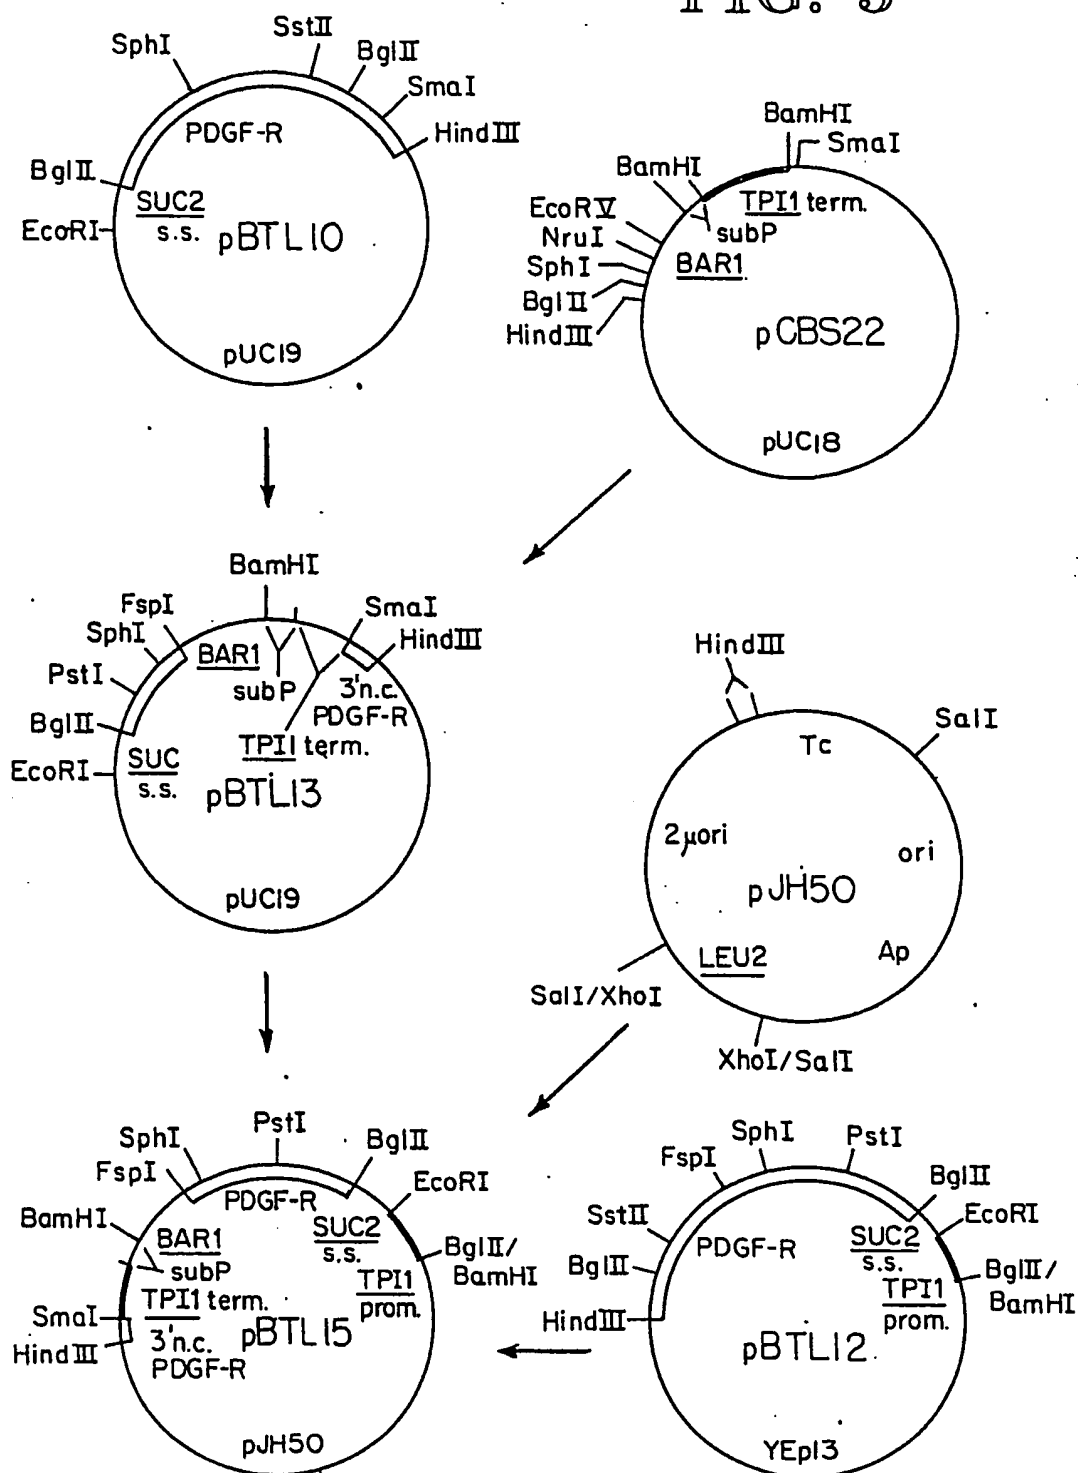 FIG. 5
SphI
SstII
BglII
SmaI
HindIII
PDGF-R
BglII
SUC2
s.s.
EcoRI
pBTL10
pUC19
BamHI
SmaI
BamHI
TPI1 term.
EcoRV
subP
NruI
BAR1
SphI
BglII
HindIII
pCBS22
pUC18
BamHI
FspI
SmaI
SphI
HindIII
BAR1
PstI
subP
3'n.c.
PDGF-R
BglII
TPI1 term.
EcoRI
SUC
s.s.
pBTL13
pUC19
HindIII
SalI
Tc
2μori
ori
pJH50
LEU2
Ap
SalI/XhoI
XhoI/SalI
PstI
SphI
BglII
FspI
EcoRI
PDGF-R
BamHI
BAR1
SUC2
s.s.
subP
BglII/
BamHI
TPI1
prom.
TPI1 term.
SmaI
3'n.c.
PDGF-R
HindIII
pBTL15
pJH50
SphI
PstI
FspI
BglII
SstII
EcoRI
PDGF-R
SUC2
s.s.
BglII
BglII/
BamHI
TPI1
prom.
HindIII
pBTL12
YEp13